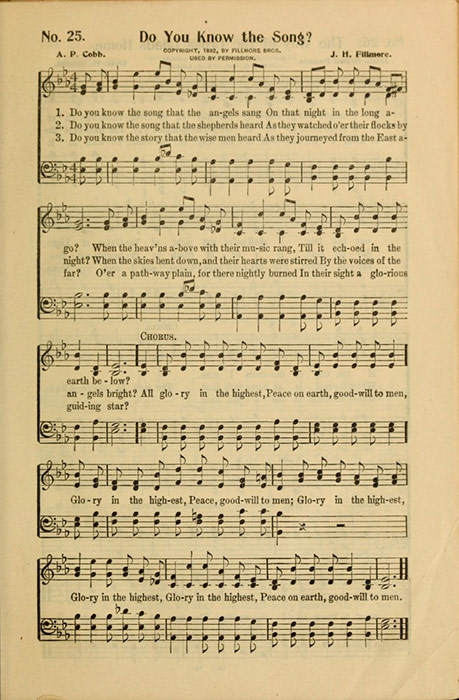 No. 25. Do You Know the Song?
A. P. Cobb. COPYRIGHT, 1892, BY FILLMORE BROS. J. H. Fillmore.
USED BY PERMISSION.
1. Do you know the song that the an-gels sang On that night in the long a-
2. Do you know the song that the shepherds heard As they watched o'er their flocks by
3. Do you know the story that the wise men heard As they journeyed from the East a-
go? When the heav'ns a-bove with their mu-sic rang, Till it ech-oed in the
night? When the skies bent down, and their hearts were stirred By the voices of the
far? O'er a path-way plain, for there nightly burned In their sight a glo-rious
CHORUS.
earth be - low?
an - gels bright? All glo - ry in the highest, Peace on earth, good-will to men,
guid-ing star?
Glo-ry in the high-est, Peace, good-will to men; Glo-ry in the high-est,
Glo-ry in the highest, Glo-ry in the highest, Peace on earth, good-will to men.